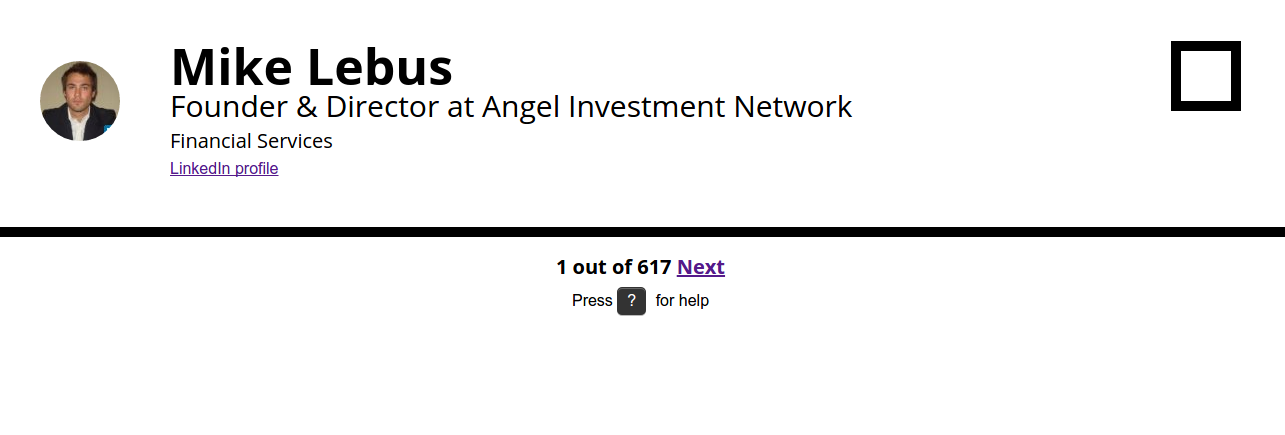 Mike Lebus
Founder & Director at Angel Investment Network
Financial Services
LinkedIn profile
1 out of 617 Next
Press ? for help